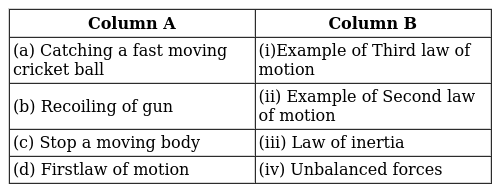 Column A
Column B
(a) Catching a fast moving
cricket ball
(i)Example of Third law of
motion
(b) Recoiling of gun
(ii) Example of Second law
of motion
(c) Stop a moving body
(iii) Law of inertia
(d) Firstlaw of motion
(iv) Unbalanced forces